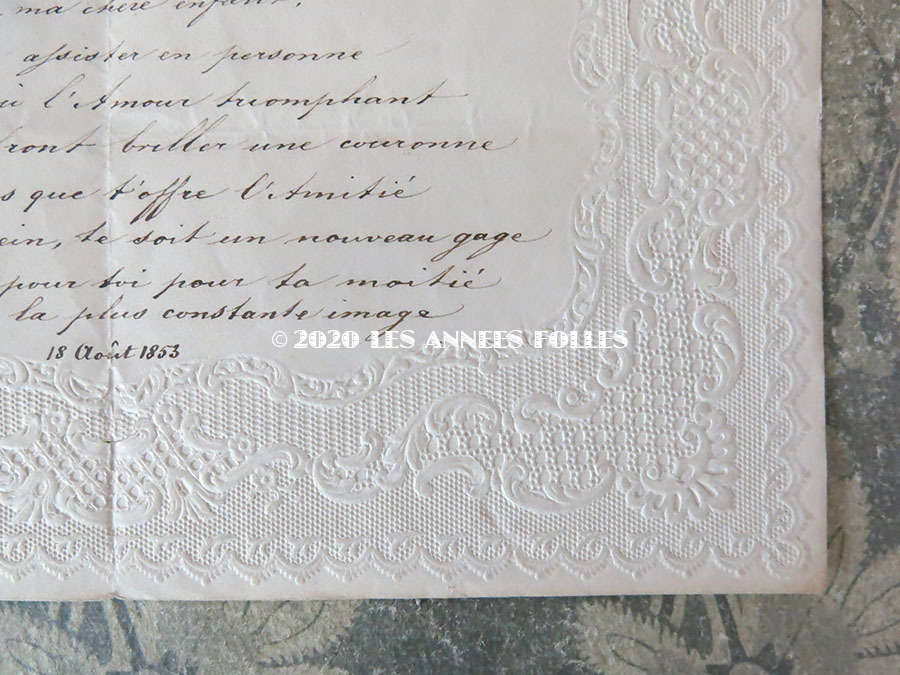 ma chère enfant.
assister en personne
l'Amour triomphant
front briller une couronne
s que t'offre l'Amitié
ein, te soit un nouveau gage
pour toi pour ta moitié
la plus constante image
© 2020 LES ANNEES FOLLES
18 Août 1853